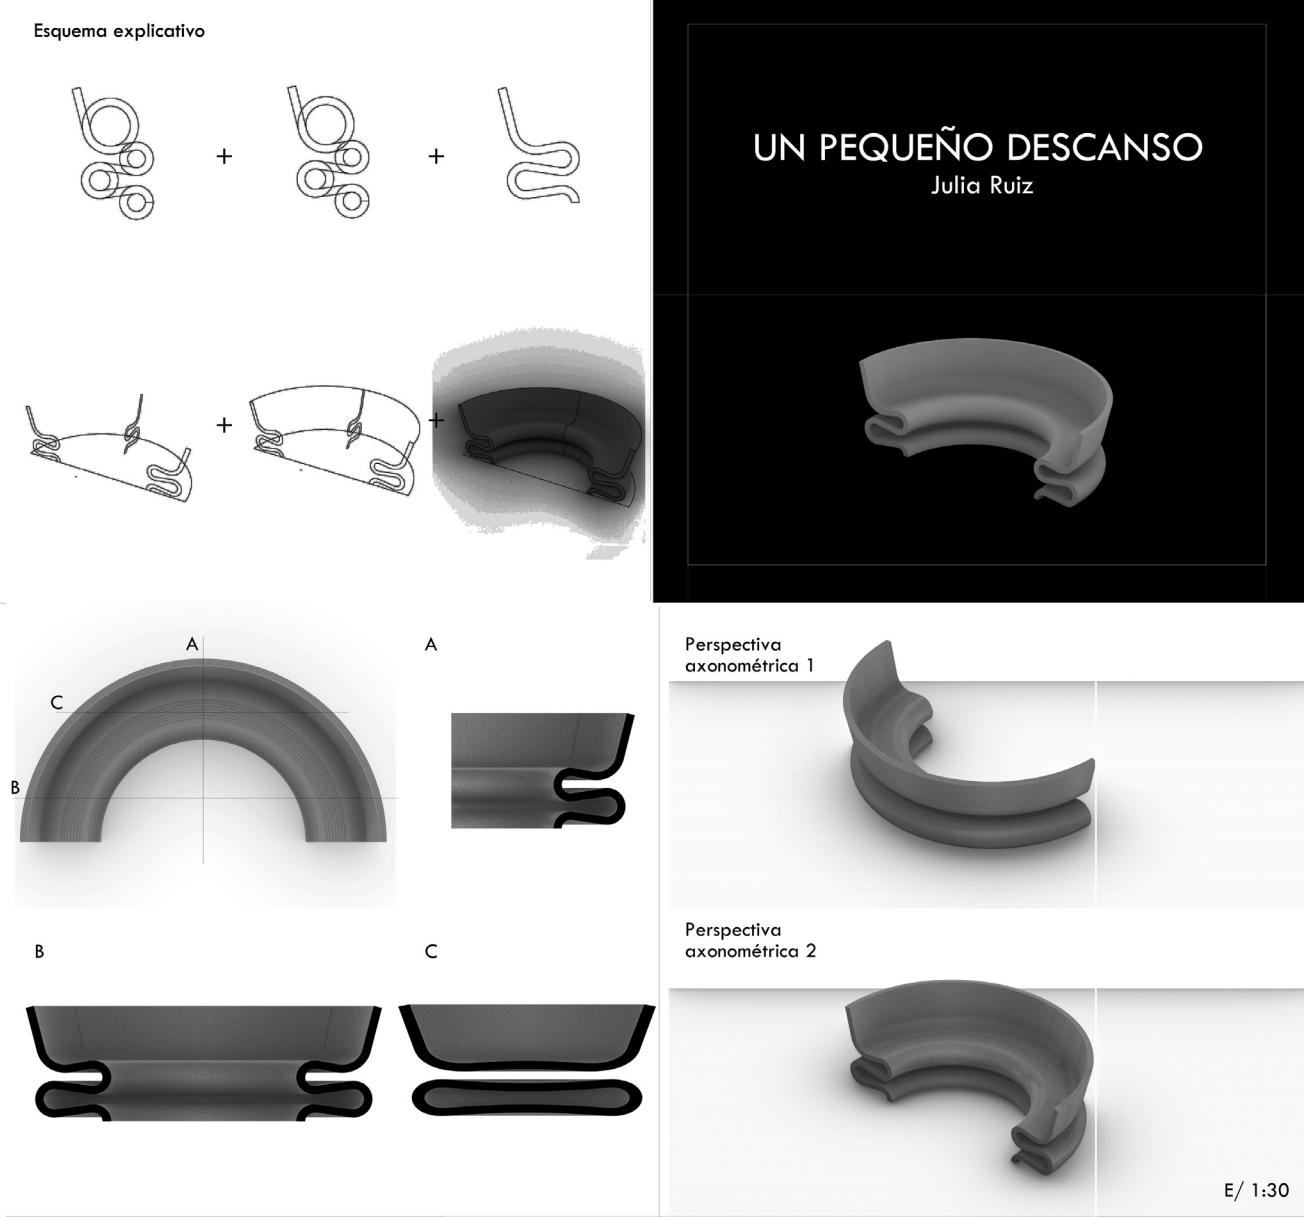 Esquema explicativo
+
+
+
+
UN PEQUEÑO DESCANSO
Julia Ruiz
A
C
B
A
B
C
Perspectiva
axonométrica 1
Perspectiva
axonométrica 2
E/ 1:30